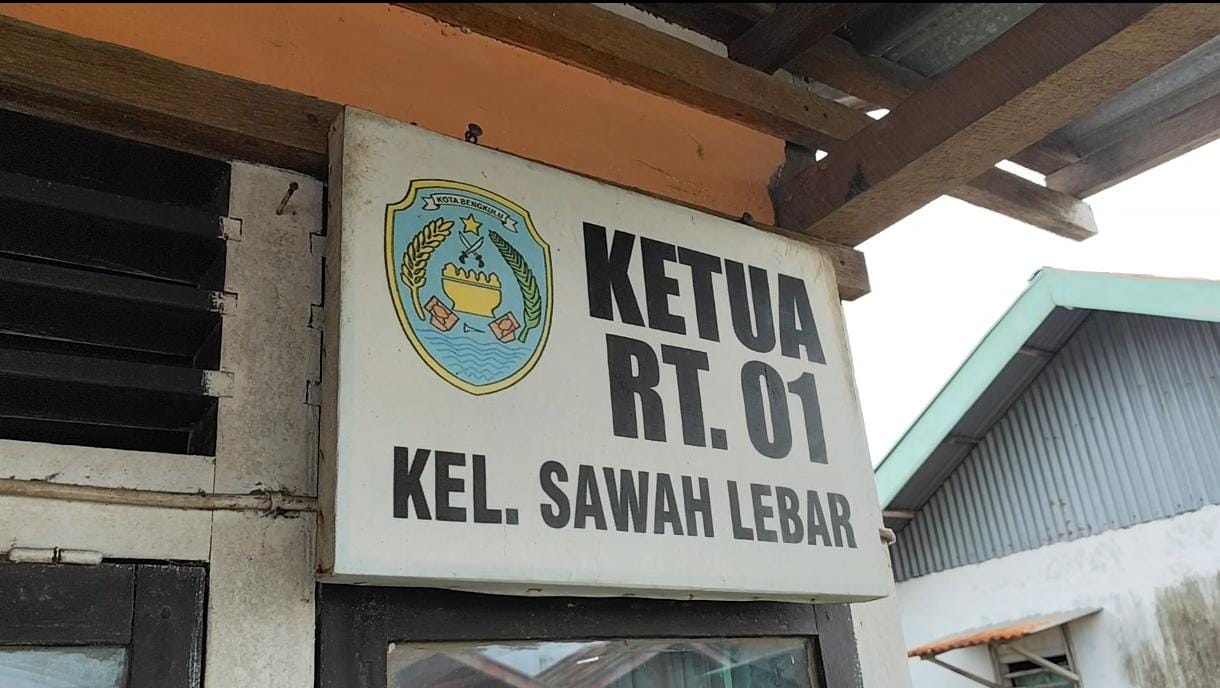 KOTA BENGKULU
KETUA
RT. 01
KEL. SAWAH LEBAR